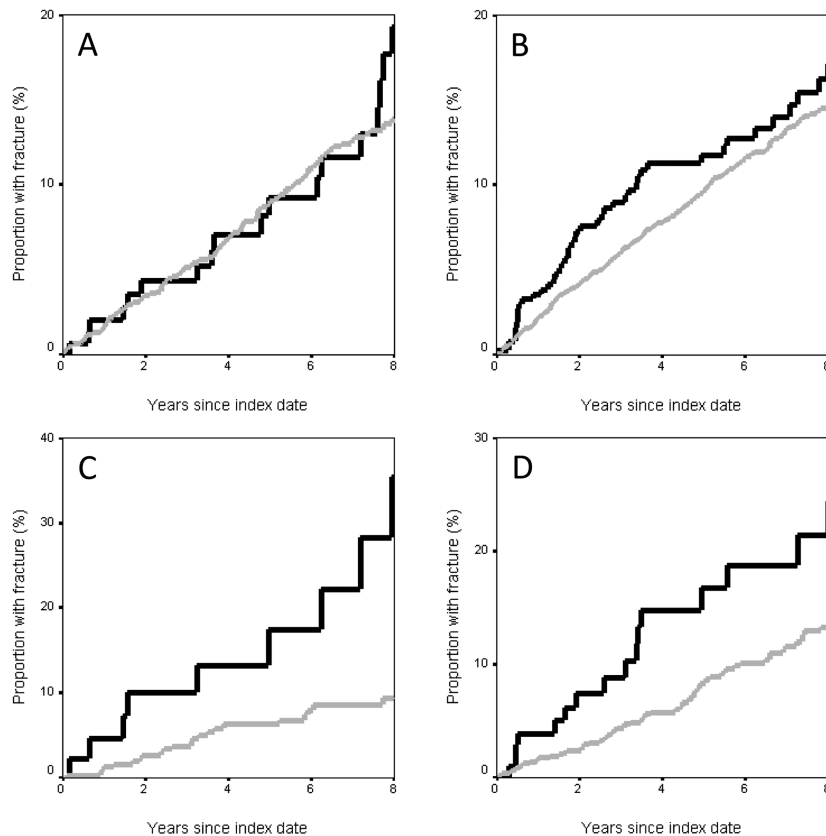 A
Proportion with fracture (%)
20
10
0
0 2 4 6 8
Years since index date
B
Proportion with fracture (%)
20
10
0
0 2 4 6 8
Years since index date
C
Proportion with fracture (%)
40
30
20
10
0
0 2 4 6 8
Years since index date
D
Proportion with fracture (%)
30
20
10
0
0 2 4 6 8
Years since index date